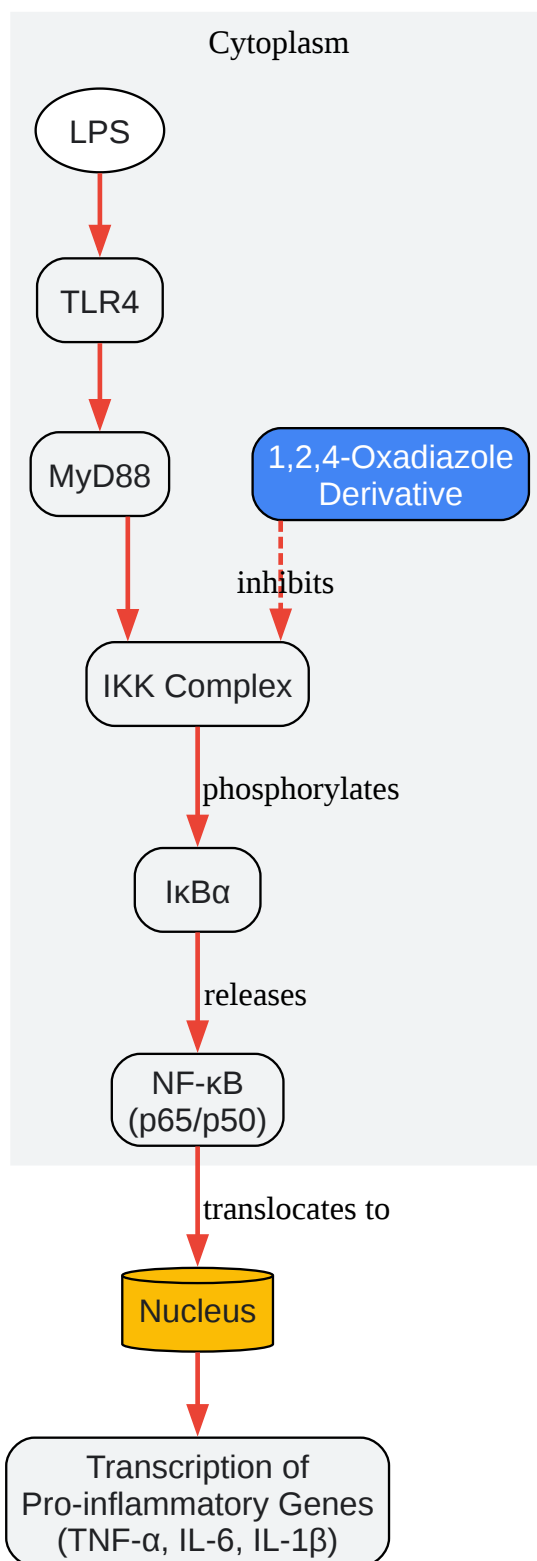 Cytoplasm
LPS
TLR4
MyD88
1,2,4-Oxadiazole
Derivative
inhibits
IKK Complex
phosphorylates
IκBα
releases
NF-κB
(p65/p50)
translocates to
Nucleus
Transcription of
Pro-inflammatory Genes
(TNF-α, IL-6, IL-1β)